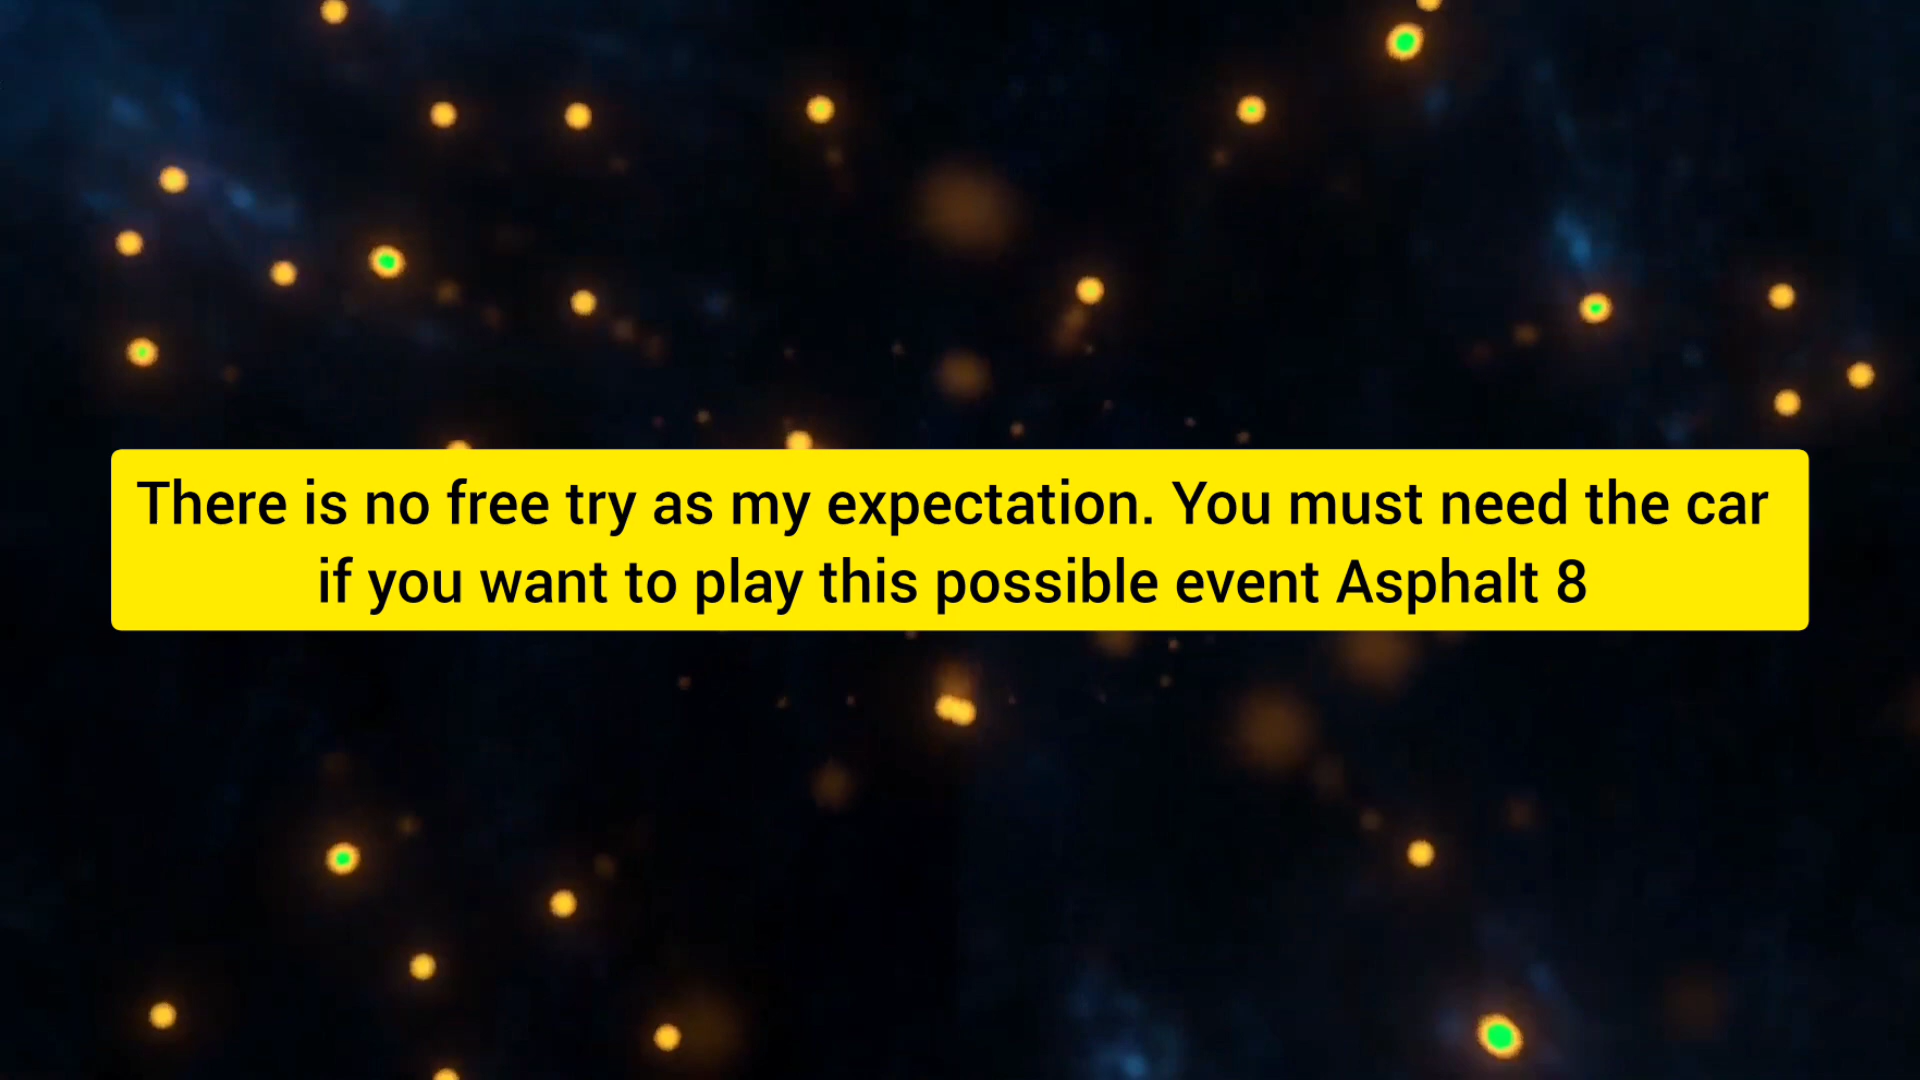 There is no free try as my expectation. You must need the car
if you want to play this possible event Asphalt 8